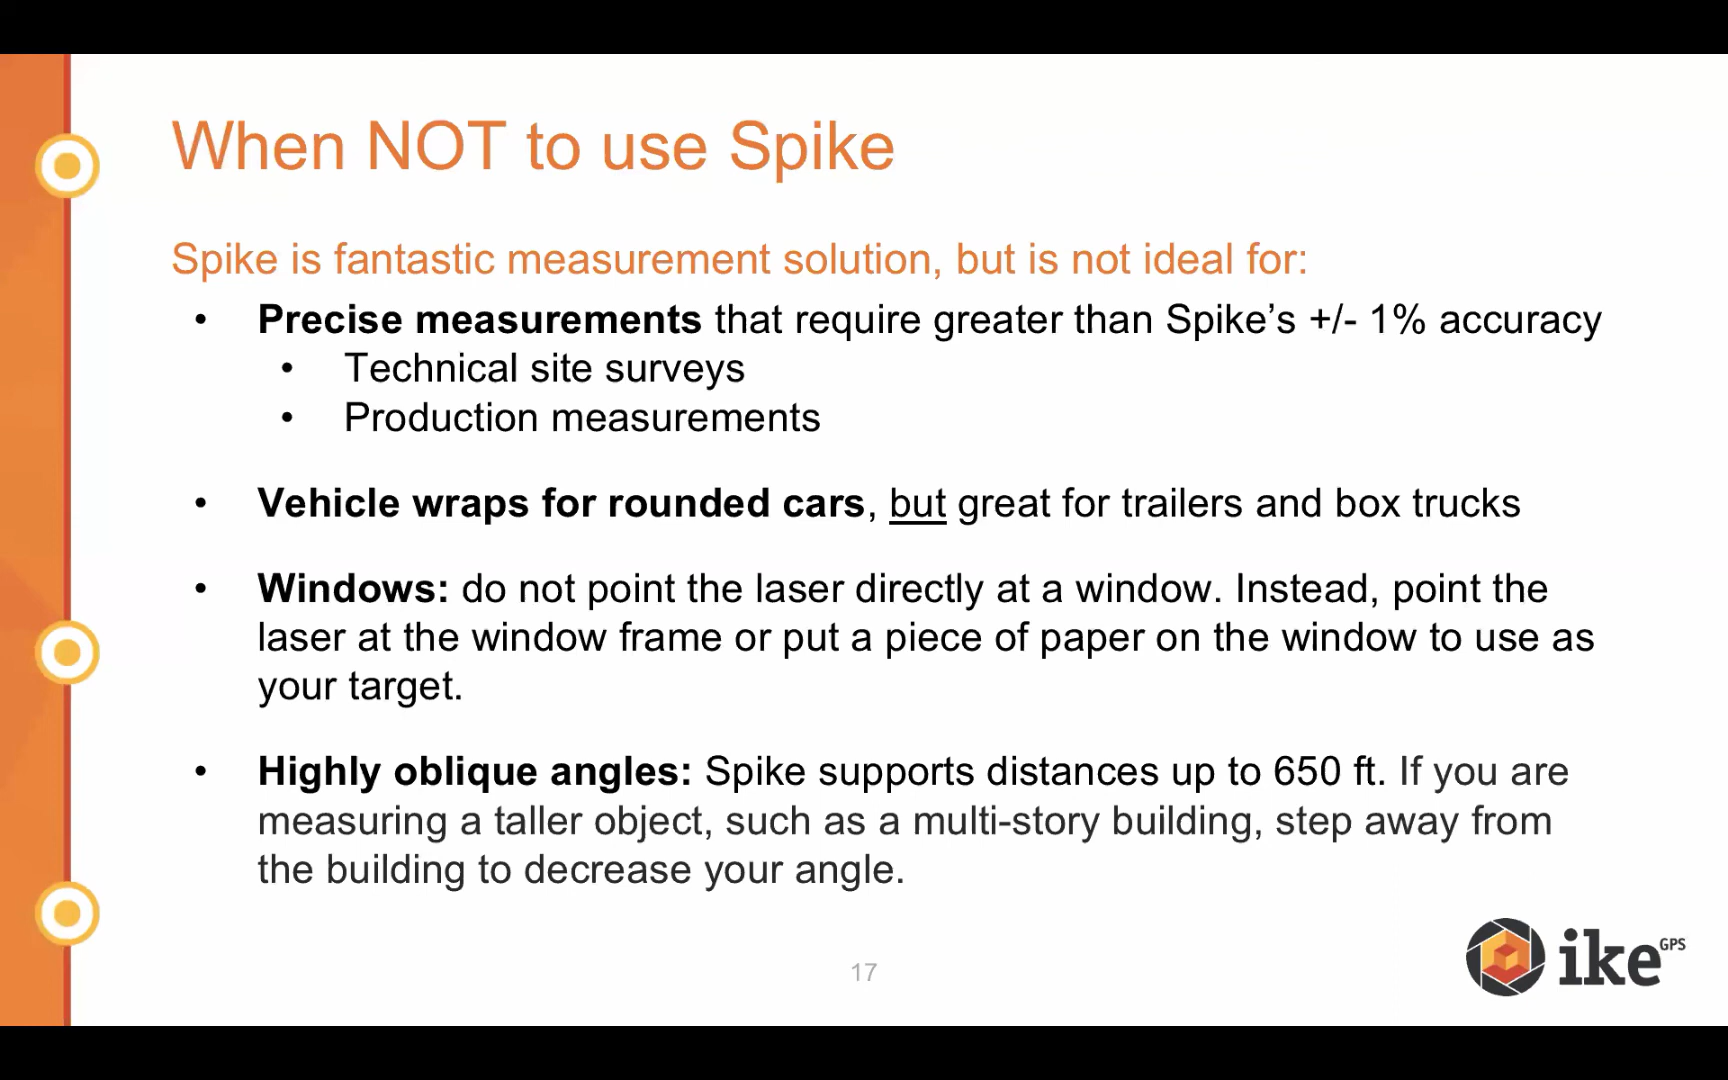 When NOT to use Spike
Spike is fantastic measurement solution, but is not ideal for:
• Precise measurements that require greater than Spike’s +/- 1% accuracy
• Technical site surveys
• Production measurements
• Vehicle wraps for rounded cars, but great for trailers and box trucks
• Windows: do not point the laser directly at a window. Instead, point the
laser at the window frame or put a piece of paper on the window to use as
your target.
• Highly oblique angles: Spike supports distances up to 650 ft. If you are
measuring a taller object, such as a multi-story building, step away from
the building to decrease your angle.
17
ike GPS